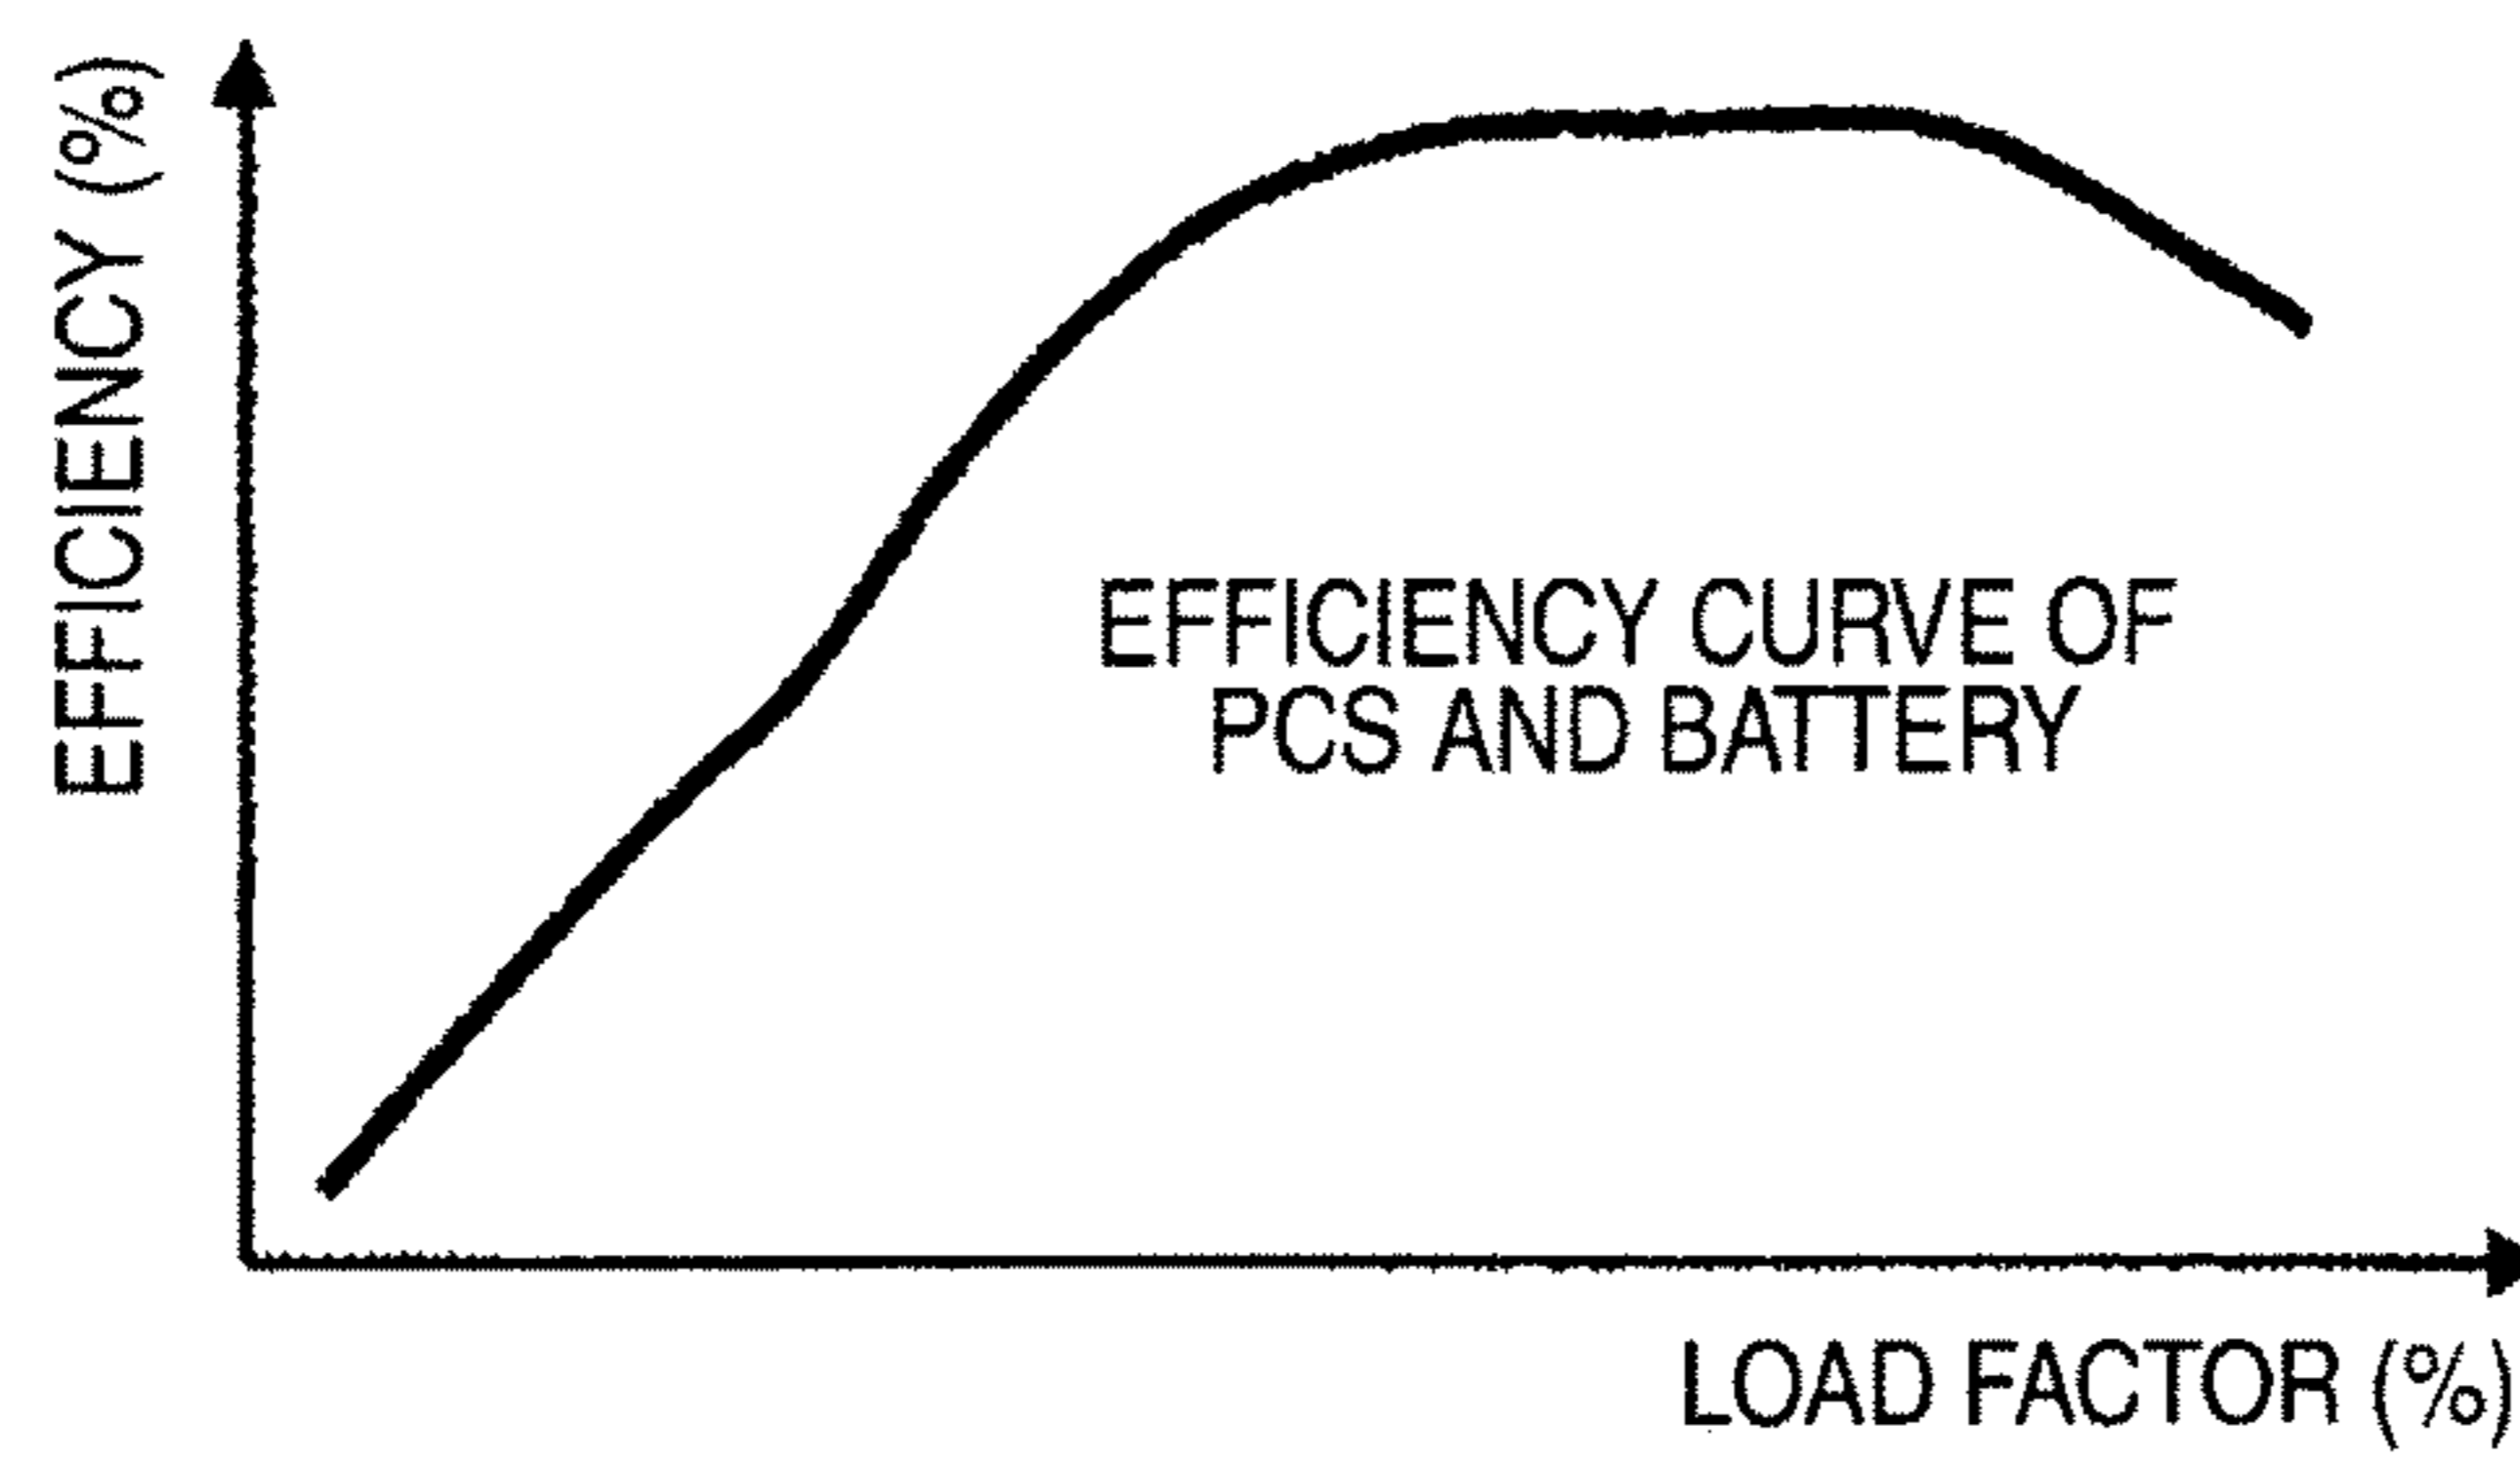 EFFICIENCY (%)
EFFICIENCY CURVE OF
PCS AND BATTERY
LOAD FACTOR (%)